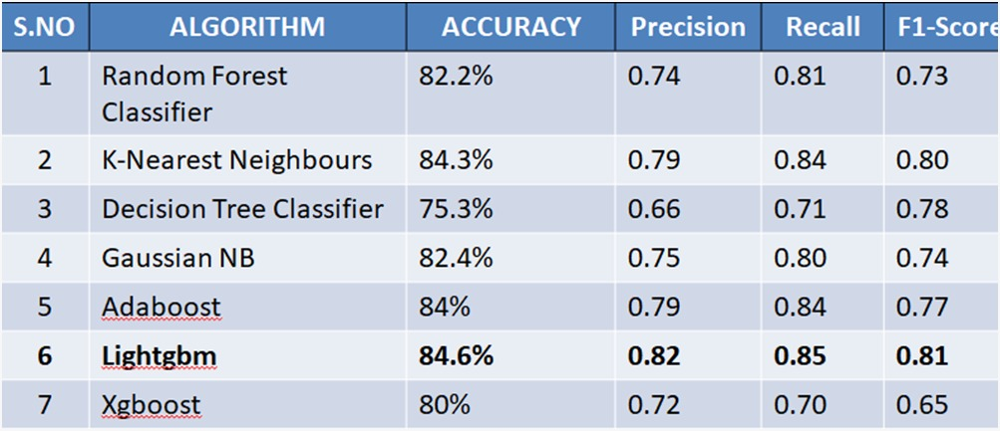 S.NO ALGORITHM ACCURACY Precision Recall F1-Score
1 Random Forest 82.2% 0.74 0.81 0.73
Classifier
2 K-Nearest Neighbours 84.3% 0.79 0.84 0.80
3 Decision Tree Classifier 75.3% 0.66 0.71 0.78
4 Gaussian NB 82.4% 0.75 0.80 0.74
5 Adaboost 84% 0.79 0.84 0.77
6 Lightgbm 84.6% 0.82 0.85 0.81
7 Xgboost 80% 0.72 0.70 0.65